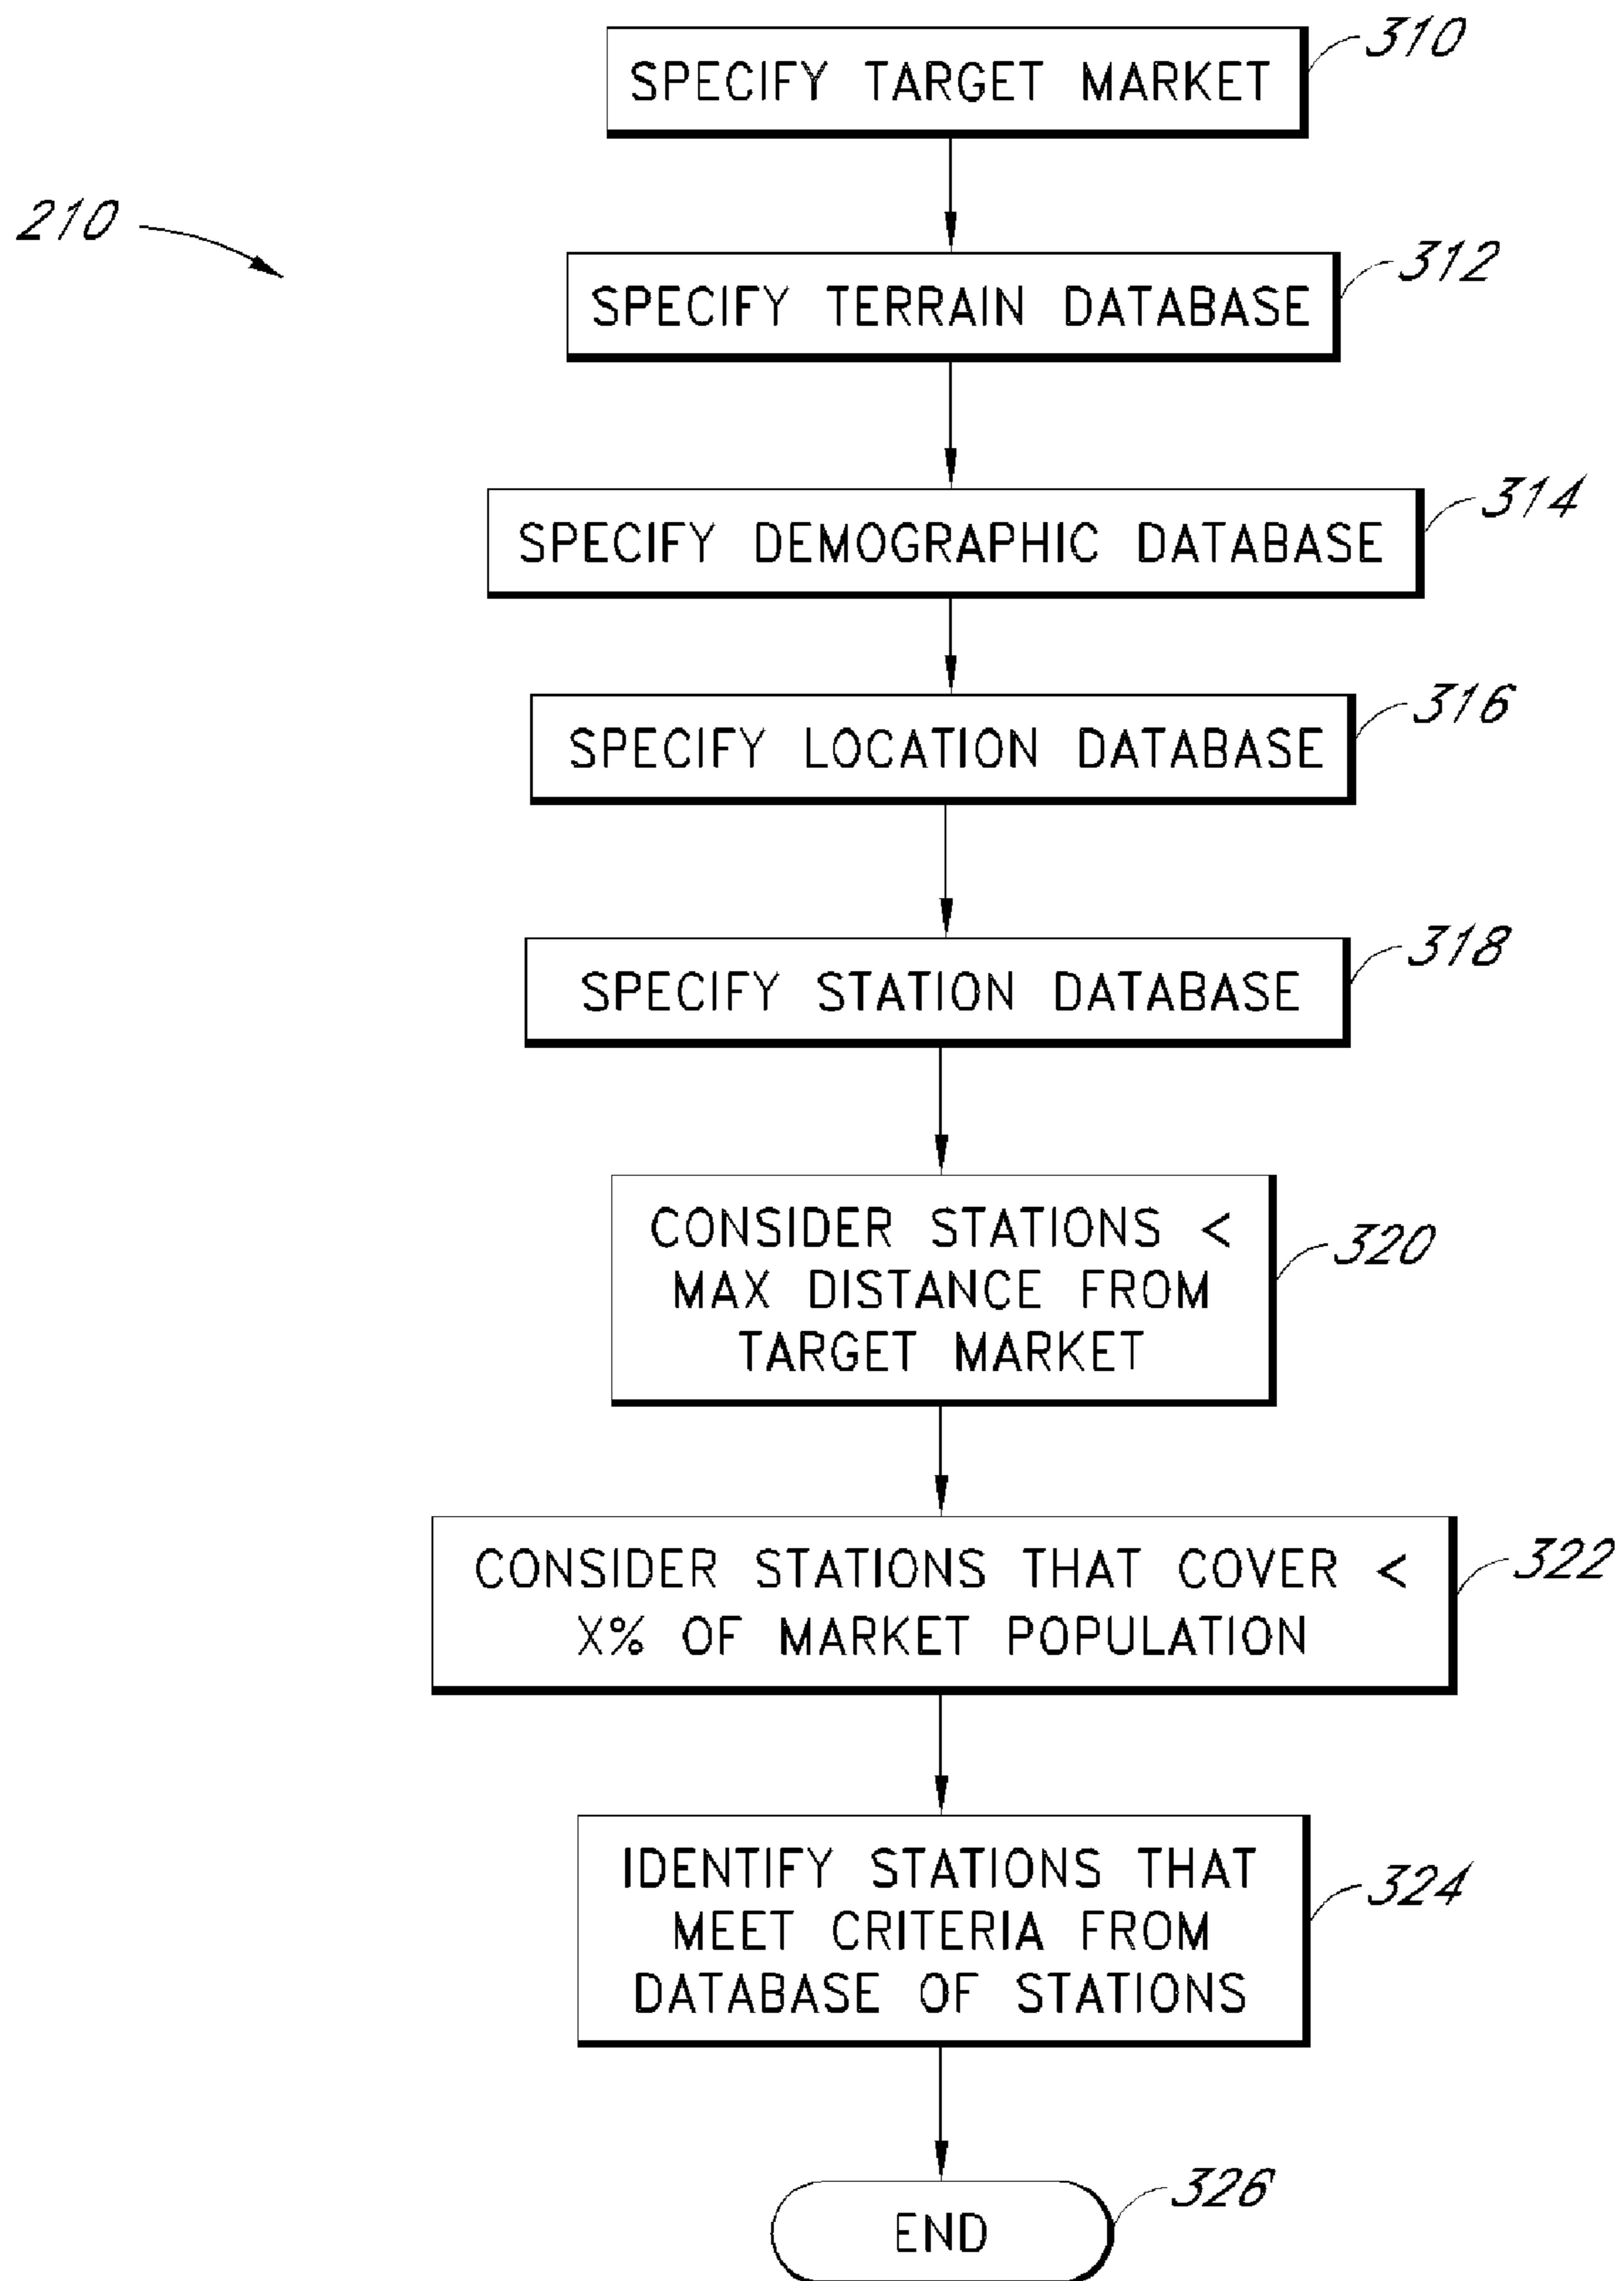 310
SPECIFY TARGET MARKET
210
312
SPECIFY TERRAIN DATABASE
314
SPECIFY DEMOGRAPHIC DATABASE
316
SPECIFY LOCATION DATABASE
318
SPECIFY STATION DATABASE
CONSIDER STATIONS <
MAX DISTANCE FROM
TARGET MARKET
320
CONSIDER STATIONS THAT COVER <
X% OF MARKET POPULATION
322
IDENTIFY STATIONS THAT
MEET CRITERIA FROM
DATABASE OF STATIONS
324
326
END